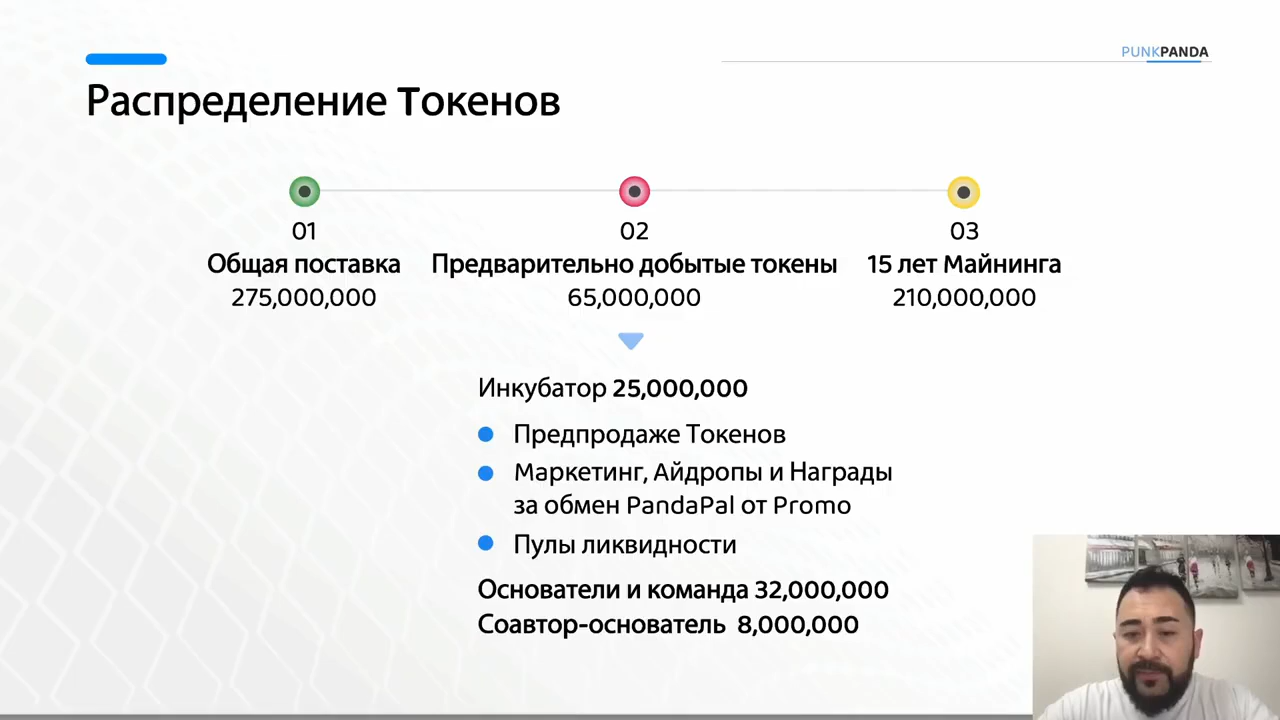 PUNKPANDA
Распределение Токенов
01
Общая поставка
275,000,000
02
Предварительно добытые токены
65,000,000
03
15 лет Майнинга
210,000,000
Инкубатор 25,000,000
Предпродаже Токенов
Маркетинг, Айдропы и Награды
за обмен PandaPal от Promo
Пулы ликвидности
Основатели и команда 32,000,000
Соавтор-основатель 8,000,000